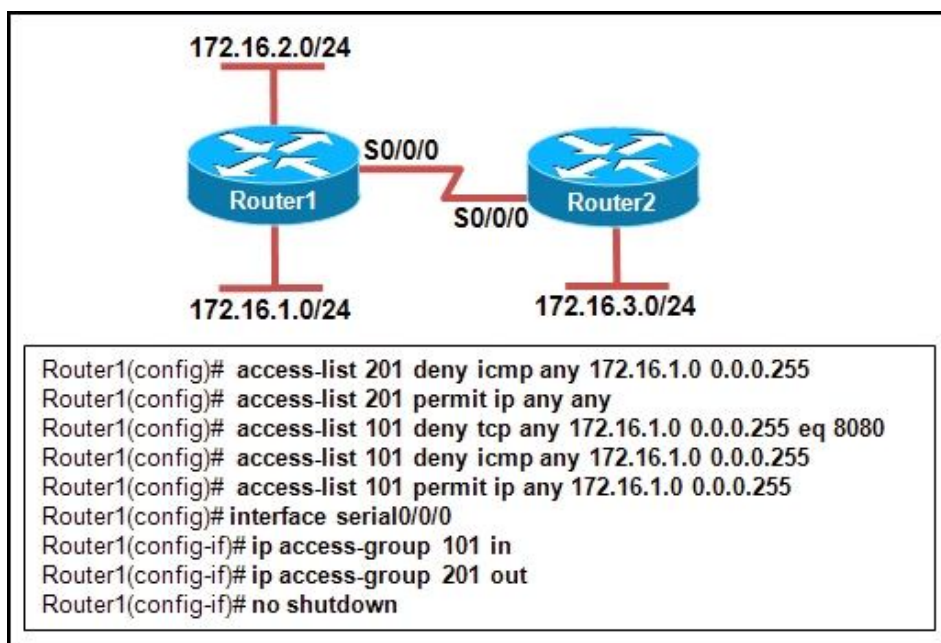 172.16.2.0/24
S0/0/0
Router1
Router2
S0/0/0
172.16.1.0/24
172.16.3.0/24
Router1(config)# access-list 201 deny icmp any 172.16.1.0 0.0.0.255
Router1(config)# access-list 201 permit ip any any
Router1(config)# access-list 101 deny tcp any 172.16.1.0 0.0.0.255 eq 8080
Router1(config)# access-list 101 deny icmp any 172.16.1.0 0.0.0.255
Router1(config)# access-list 101 permit ip any 172.16.1.0 0.0.0.255
Router1(config)# interface serial0/0/0
Router1(config-if)# ip access-group 101 in
Router1(config-if)# ip access-group 201 out
Router1(config-if)# no shutdown